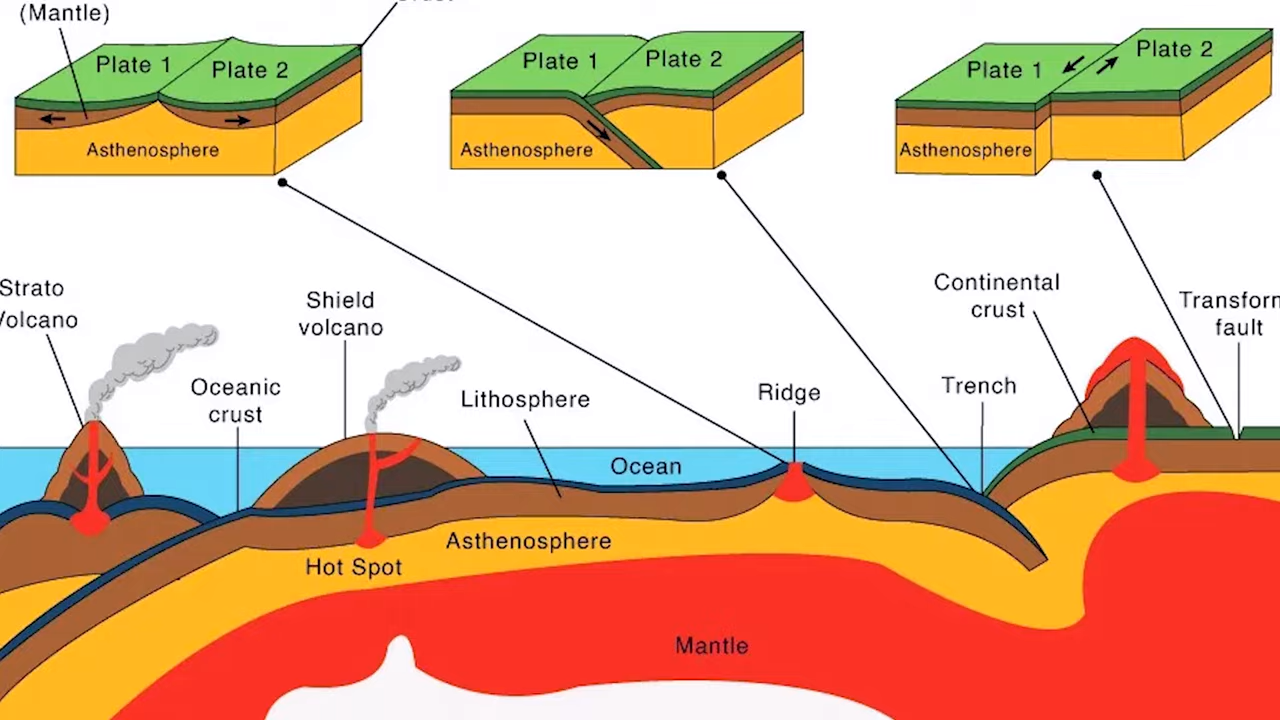 (Mantle)
Plate 1
Plate 2
Asthenosphere
Plate 1
Plate 2
Asthenosphere
Plate 1
Plate 2
Asthenosphere
Strato
Volcano
Oceanic
crust
Shield
volcano
Lithosphere
Ridge
Trench
Continental
crust
Transform
fault
Ocean
Hot Spot
Asthenosphere
Mantle